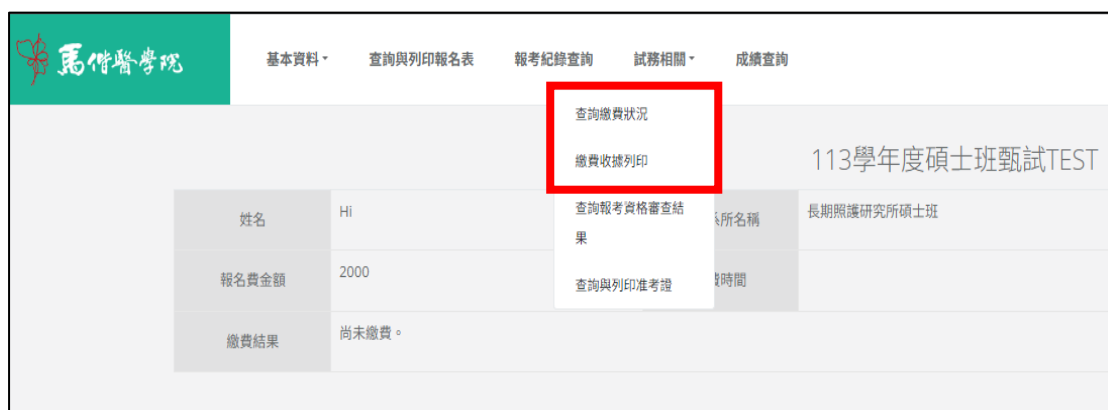 馬偕醫學院
基本資料 查詢與列印報名表 報考紀錄查詢 試務相關 成績查詢
查詢繳費狀況
繳費收據列印
113學年度碩士班甄試TEST
姓名 Hi
查詢報考資格審查結
果
所名稱 長期照護研究所碩士班
報名費金額 2000
查詢與列印准考證
時間
繳費結果 尚未繳費。